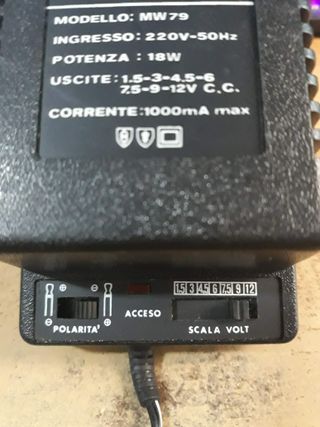 MODELLO: MW79
INGRESSO: 220V-50Hz
POTENZA : 18W
USCITE: 1.5-3-4.5-6
7.5-9-12V C.C.
CORRENTE:1000mA max
1.5 3 4.5 6 7.5 9 12
⊕ ⊖
⊖ ⊕
POLARITA' ACCESO SCALA VOLT